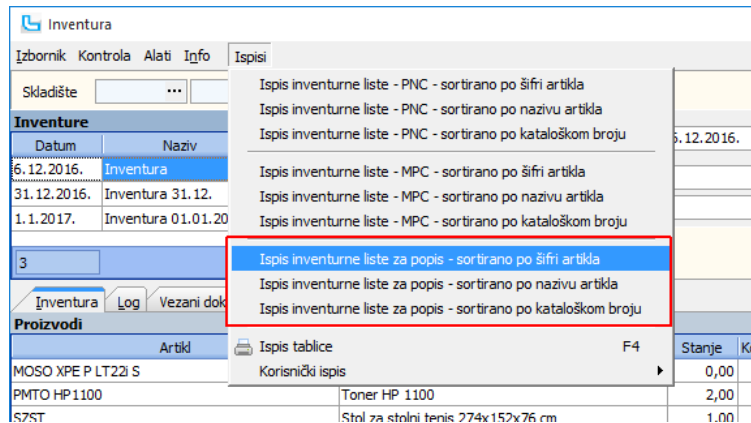 Inventura
Izbornik Kontrola Alati Info Ispisi
Skladište ...
Ispis inventurne liste - PNC - sortirano po šifri artikla
Ispis inventurne liste - PNC - sortirano po nazivu artikla
Ispis inventurne liste - PNC - sortirano po kataloškom broju
Ispis inventurne liste - MPC - sortirano po šifri artikla
Ispis inventurne liste - MPC - sortirano po nazivu artikla
Ispis inventurne liste - MPC - sortirano po kataloškom broju
Ispis inventurne liste za popis - sortirano po šifri artikla
Ispis inventurne liste za popis - sortirano po nazivu artikla
Ispis inventurne liste za popis - sortirano po kataloškom broju
Ispis tablice F4
Korisnički ispis
Inventure
Datum Naziv
6.12.2016. Inventura
31.12.2016. Inventura 31.12.
1.1.2017. Inventura 01.01.20
3
.12.2016.
Inventura Log Vezani dok
Proizvodi
Artikl Stanje
MOSO XPE P LT22i S 0,00
PMTO HP1100 Toner HP 1100 2,00
SZST Stol za stolni tenis 274x152x76 cm 1,00